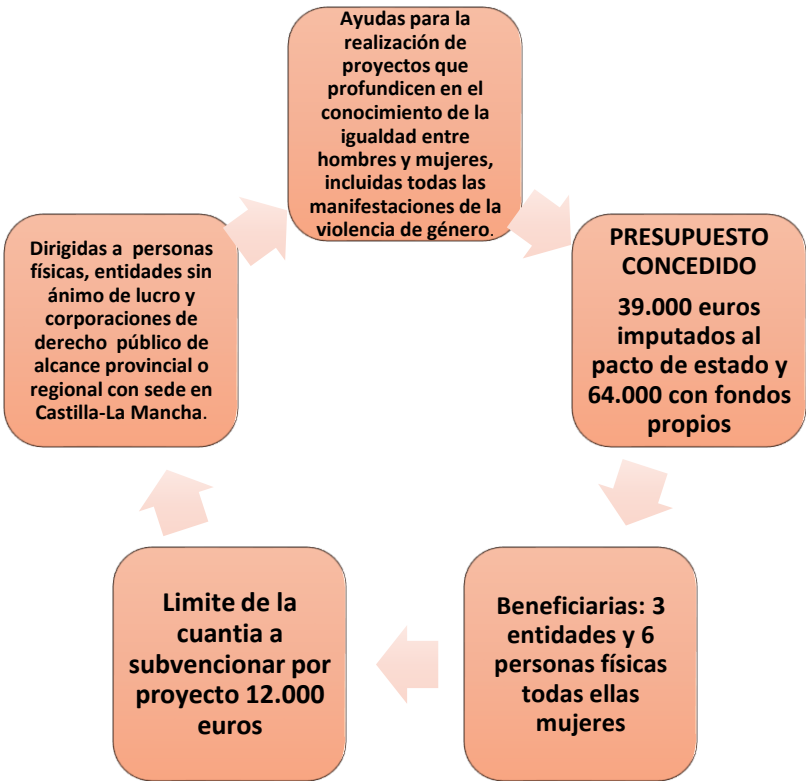 Ayudas para la
realización de
proyectos que
profundicen en el
conocimiento de la
igualdad entre
hombres y mujeres,
incluidas todas las
manifestaciones de la
violencia de género.
PRESUPUESTO
CONCEDIDO
39.000 euros
imputados al
pacto de estado y
64.000 con fondos
propios
Beneficiarias: 3
entidades y 6
personas físicas
todas ellas
mujeres
Limite de la
cuantia a
subvencionar por
proyecto 12.000
euros
Dirigidas a personas
físicas, entidades sin
ánimo de lucro y
corporaciones de
derecho público de
alcance provincial o
regional con sede en
Castilla-La Mancha.